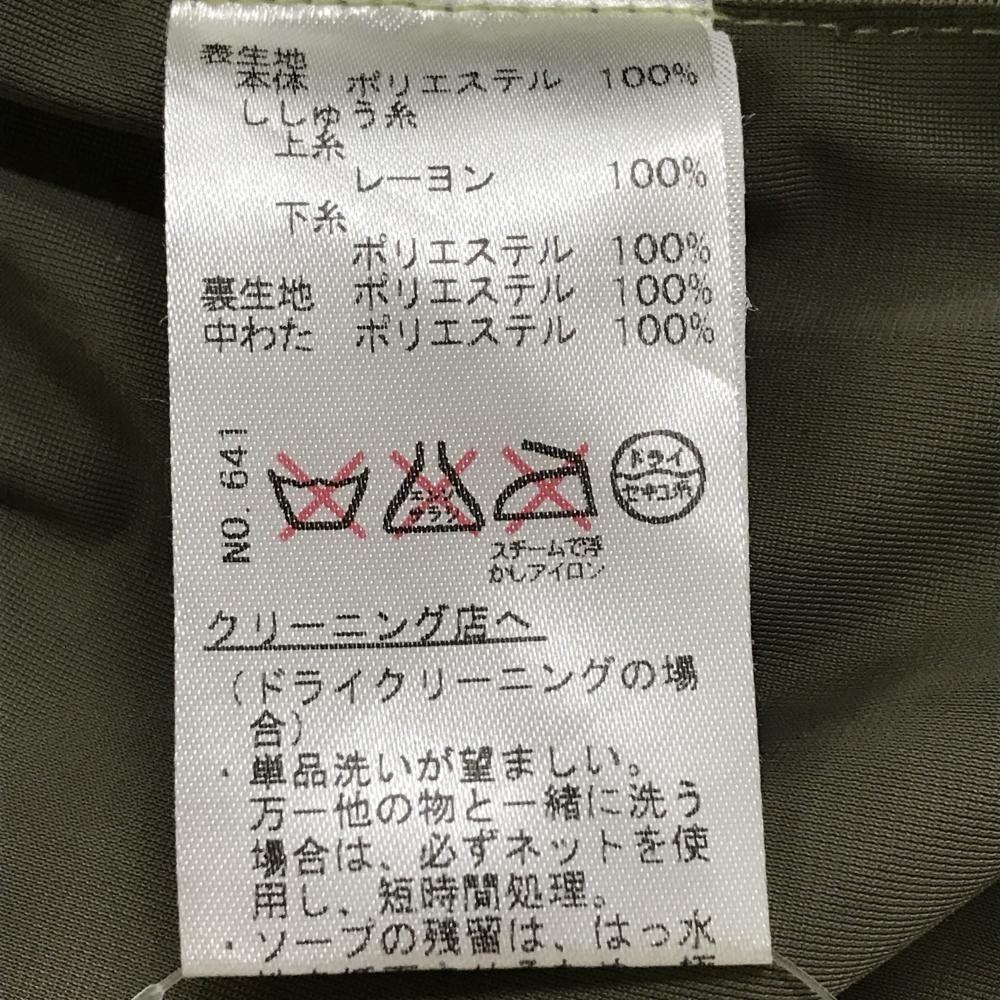 表生地
本体 ポリエステル 100%
ししゅう糸
上糸
レーヨン 100%
下糸
ポリエステル 100%
裏生地 ポリエステル 100%
中わた ポリエステル 100%
NO. 641
エンソ
サラシ
ドライ
セキユ系
スチームで浮
かしアイロン
クリーニング店へ
(ドライクリーニングの場
合)
・単品洗いが望ましい。
万一他の物と一緒に洗う
場合は、必ずネットを使
用し、短時間処理。
・ソープの残留は、はっ水